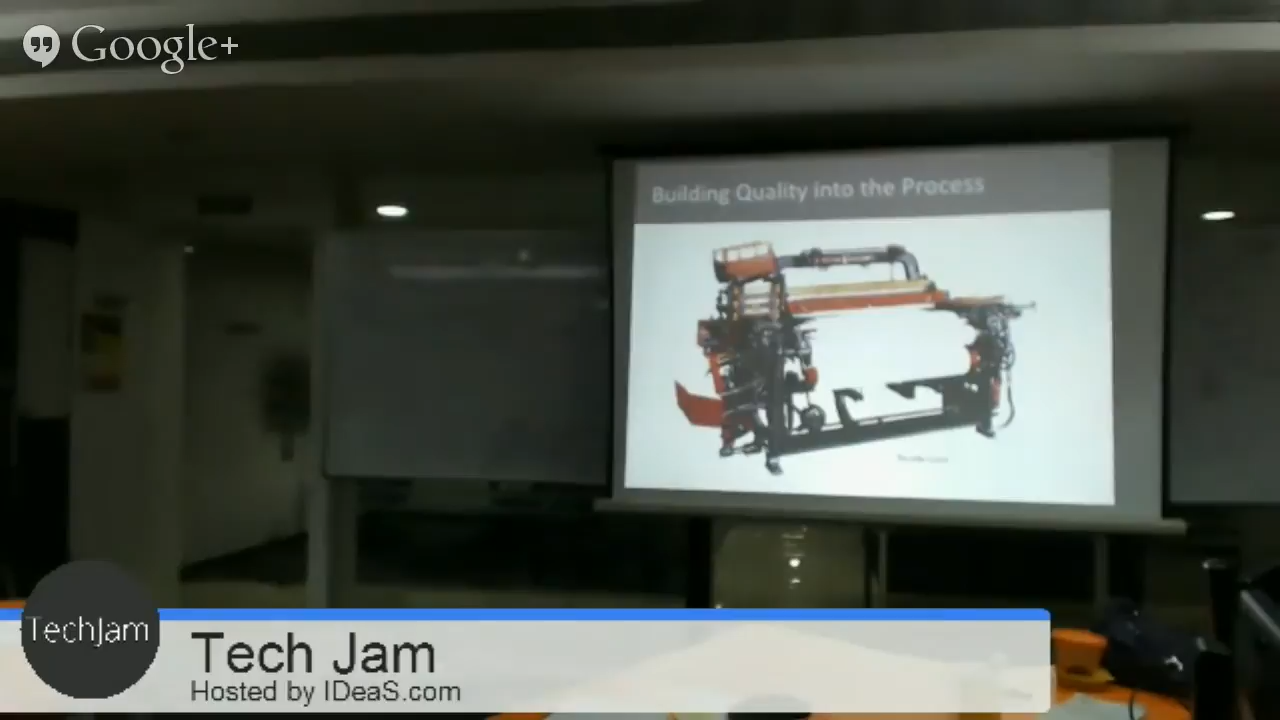 Google+
Building Quality into the Process
TechJam
Tech Jam
Hosted by IDeaS.com